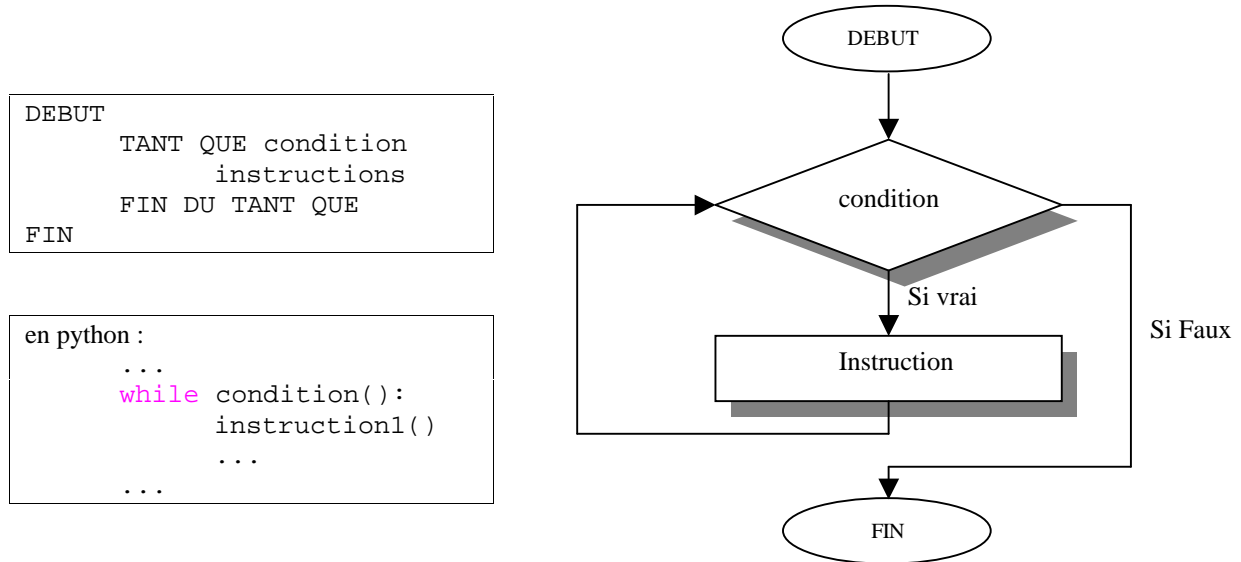 DEBUT
TANT QUE condition
instructions
FIN DU TANT QUE
FIN
en python :
...
while condition():
instruction1()
...
...
DEBUT
condition
Si vrai
Si Faux
Instruction
FIN